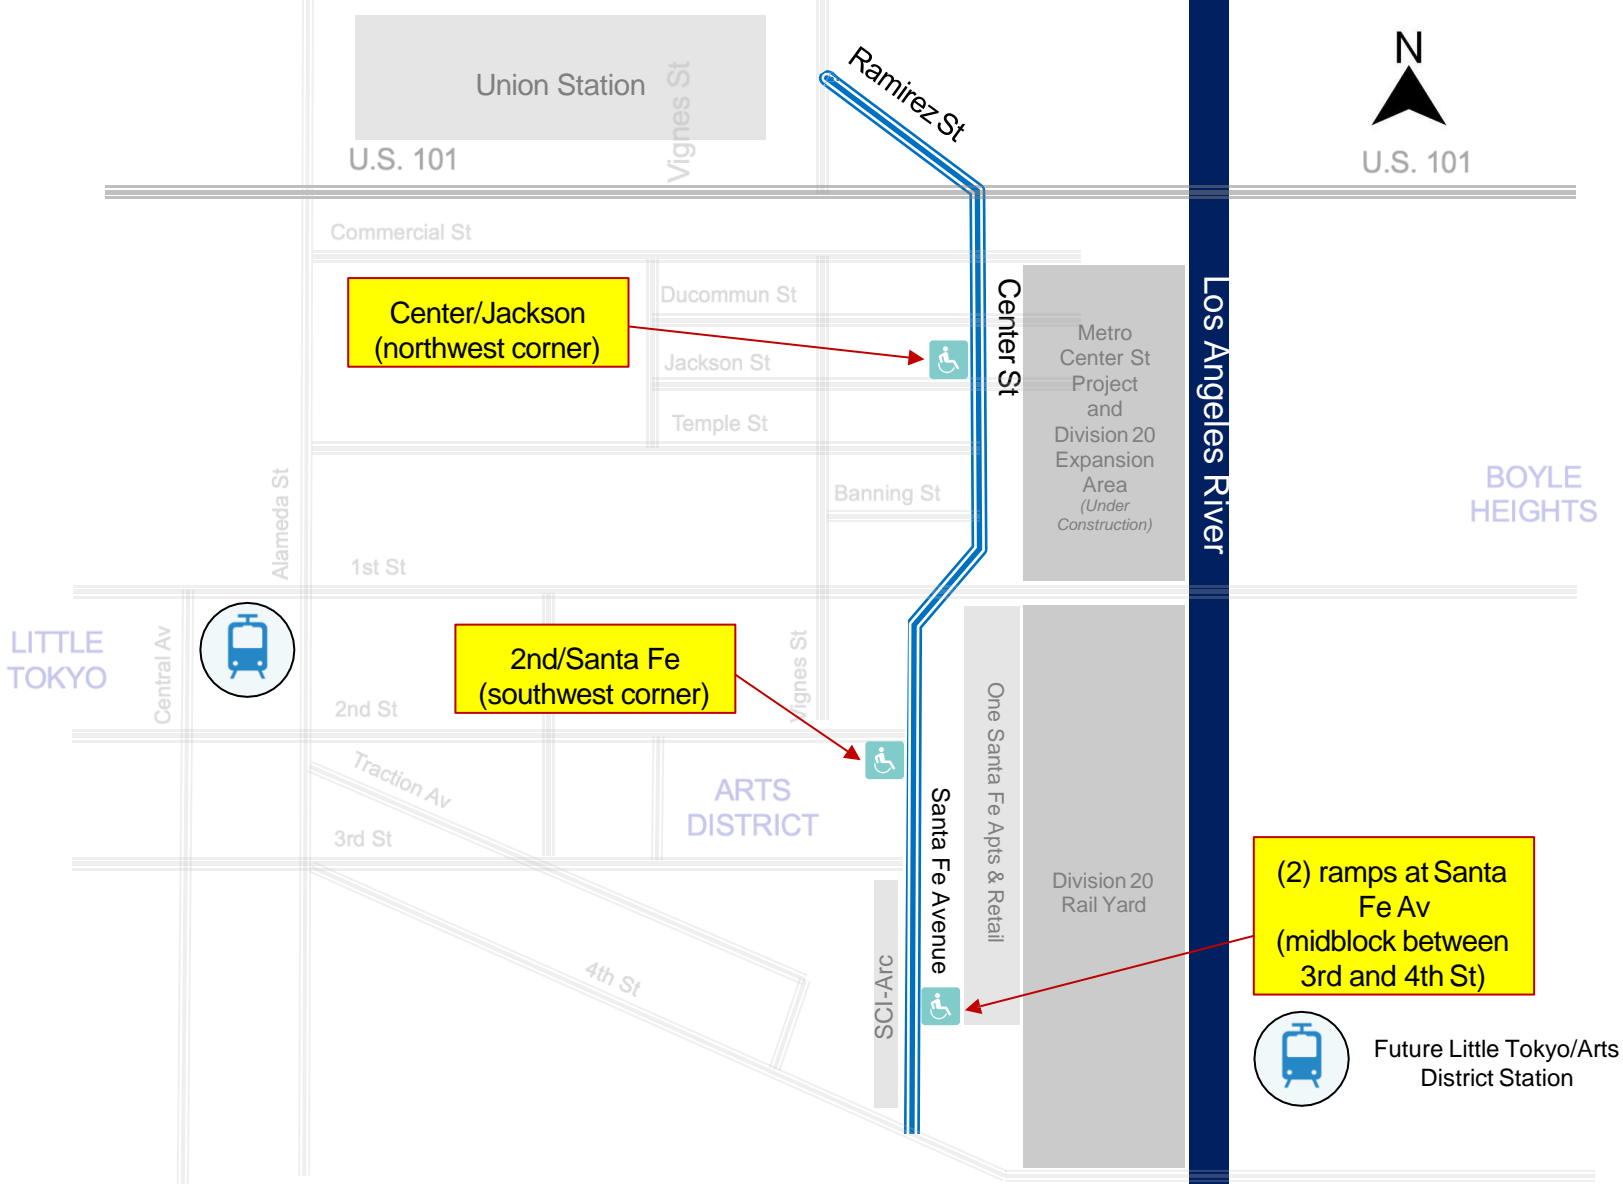 N
Ramirez St
Union Station
Vignes St
U.S. 101
U.S. 101
Commercial St
Center/Jackson
(northwest corner)
Ducommun St
Jackson St
Temple St
Center St
Metro
Center St
Project
and
Division 20
Expansion
Area
(Under
Construction)
Los Angeles River
Banning St
BOYLE
HEIGHTS
Alameda St
1st St
LITTLE
TOKYO
Central Av
2nd/Santa Fe
(southwest corner)
Vignes St
2nd St
Traction Av
ARTS
DISTRICT
3rd St
Santa Fe Avenue
One Santa Fe Apts & Retail
Division 20
Rail Yard
(2) ramps at Santa
Fe Av
(midblock between
3rd and 4th St)
4th St
SCI-Arc
Future Little Tokyo/Arts
District Station